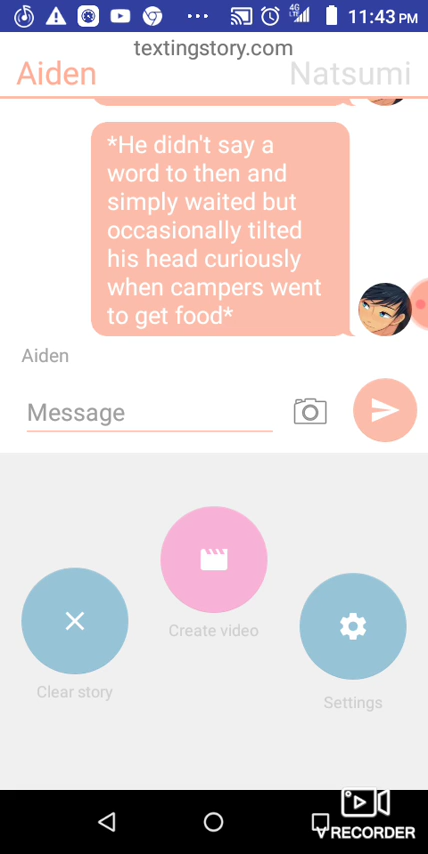 11:43 PM
textingstory.com
Aiden
Natsumi
*He didn't say a
word to then and
simply waited but
occasionally tilted
his head curiously
when campers went
to get food*
Aiden
Message
Create video
Clear story
Settings
V RECORDER